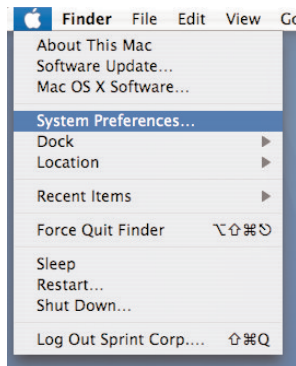 Finder File Edit View Go
About This Mac
Software Update...
Mac OS X Software...
System Preferences...
Dock
Location
Recent Items
Force Quit Finder ⌥⇧⌘⎋
Sleep
Restart...
Shut Down...
Log Out Sprint Corp.... ⇧⌘Q